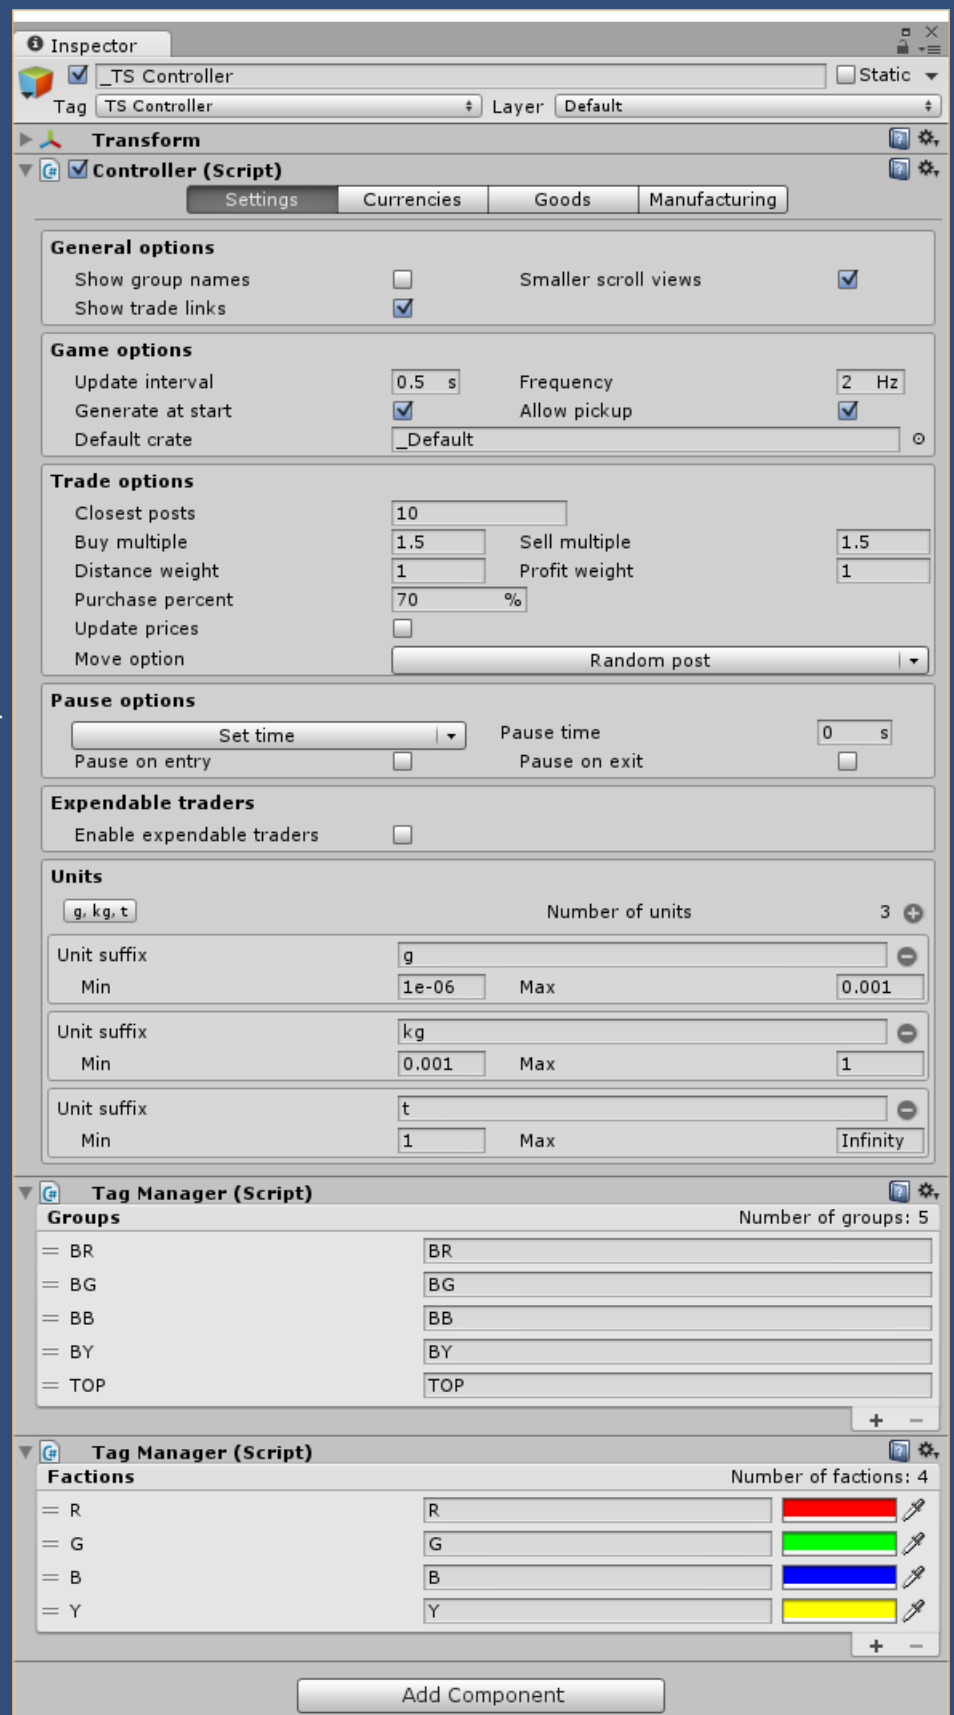 Inspector
_TS Controller Static
Tag TS Controller Layer Default
Transform
Controller (Script)
Settings Currencies Goods Manufacturing
General options
Show group names Smaller scroll views
Show trade links
Game options
Update interval 0.5 s Frequency 2 Hz
Generate at start Allow pickup
Default crate _Default
Trade options
Closest posts 10
Buy multiple 1.5 Sell multiple 1.5
Distance weight 1 Profit weight 1
Purchase percent 70 %
Update prices
Move option Random post
Pause options
Set time Pause time 0 s
Pause on entry Pause on exit
Expendable traders
Enable expendable traders
Units
g, kg, t Number of units 3
Unit suffix g
Min 1e-06 Max 0.001
Unit suffix kg
Min 0.001 Max 1
Unit suffix t
Min 1 Max Infinity
Tag Manager (Script)
Groups Number of groups: 5
BR BR
BG BG
BB BB
BY BY
TOP TOP
+ −
Tag Manager (Script)
Factions Number of factions: 4
R R
G G
B B
Y Y
+ −
Add Component